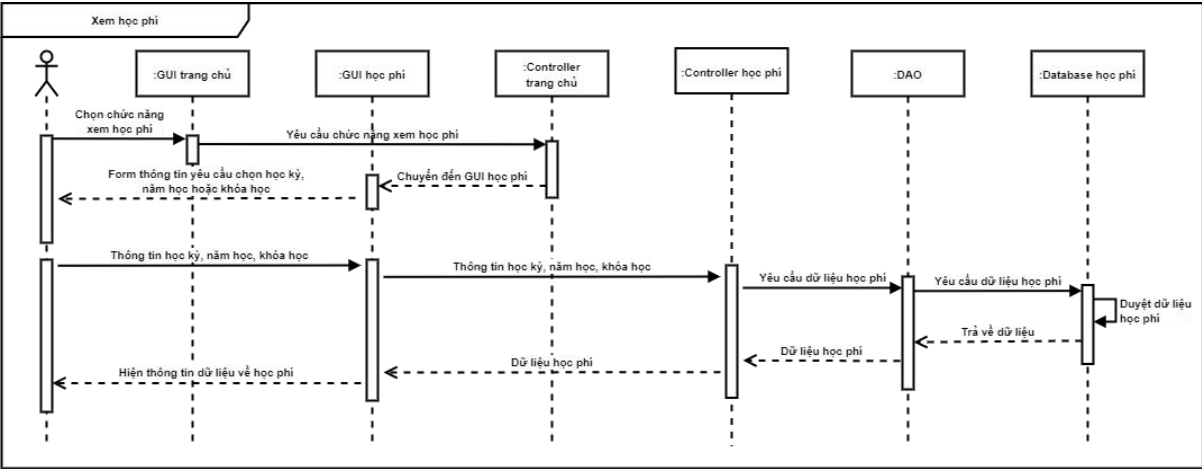 Xem học phí
:GUI trang chủ
:GUI học phí
:Controller
trang chủ
:Controller học phí
:DAO
:Database học phí
Chọn chức năng
xem học phí
Yêu cầu chức năng xem học phí
Form thông tin yêu cầu chọn học kỳ,
năm học hoặc khóa học
Chuyển đến GUI học phí
Thông tin học kỳ, năm học, khóa học
Thông tin học kỳ, năm học, khóa học
Yêu cầu dữ liệu học phí
Yêu cầu dữ liệu học phí
Duyệt dữ liệu
học phí
Trả về dữ liệu
Dữ liệu học phí
Dữ liệu học phí
Hiện thông tin dữ liệu về học phí